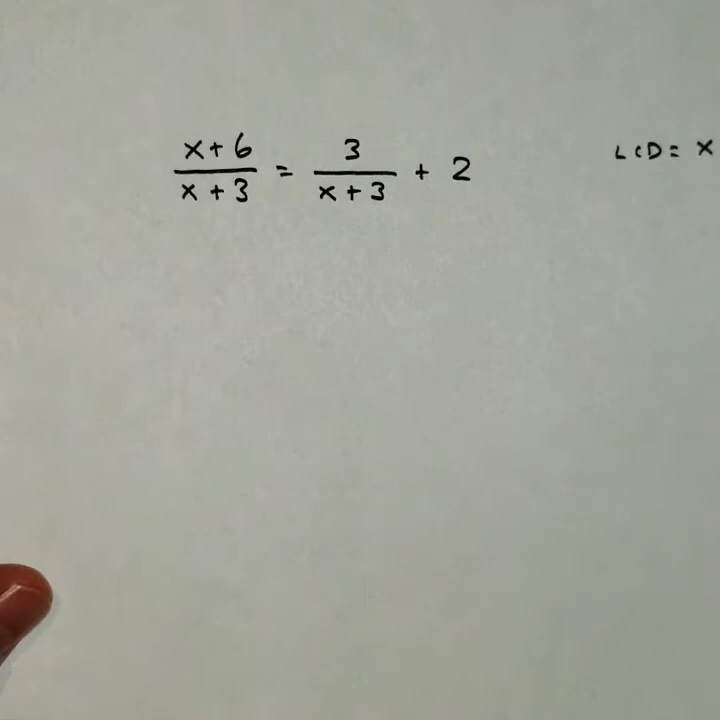 x+6/x+3 = 3/x+3 + 2
LCD = x